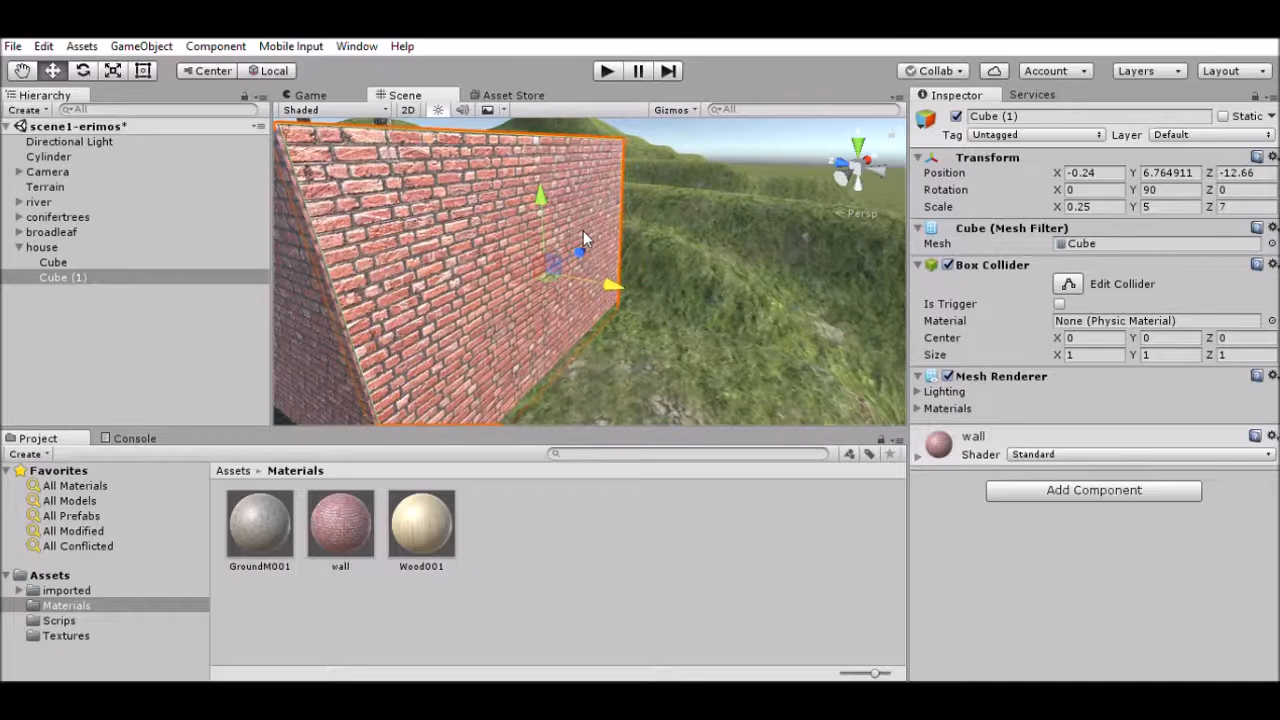 File Edit Assets GameObject Component Mobile Input Window Help
Center Local Collab Account Layers Layout
Hierarchy
Create All
scene1-erimos*
Directional Light
Cylinder
Camera
Terrain
river
conifertrees
broadleaf
house
Cube
Cube (1)
Game Scene Asset Store
Shaded 2D Gizmos All
Persp
Inspector Services
Cube (1) Static
Tag Untagged Layer Default
Transform
Position X -0.24 Y 6.764911 Z -12.66
Rotation X 0 Y 90 Z 0
Scale X 0.25 Y 5 Z 7
Cube (Mesh Filter)
Mesh Cube
Box Collider
Edit Collider
Is Trigger
Material None (Physic Material)
Center X 0 Y 0 Z 0
Size X 1 Y 1 Z 1
Mesh Renderer
Lighting
Materials
wall
Shader Standard
Add Component
Project Console
Create
Favorites
All Materials
All Models
All Prefabs
All Modified
All Conflicted
Assets
imported
Materials
Scrips
Textures
Assets Materials
GroundM001 wall Wood001